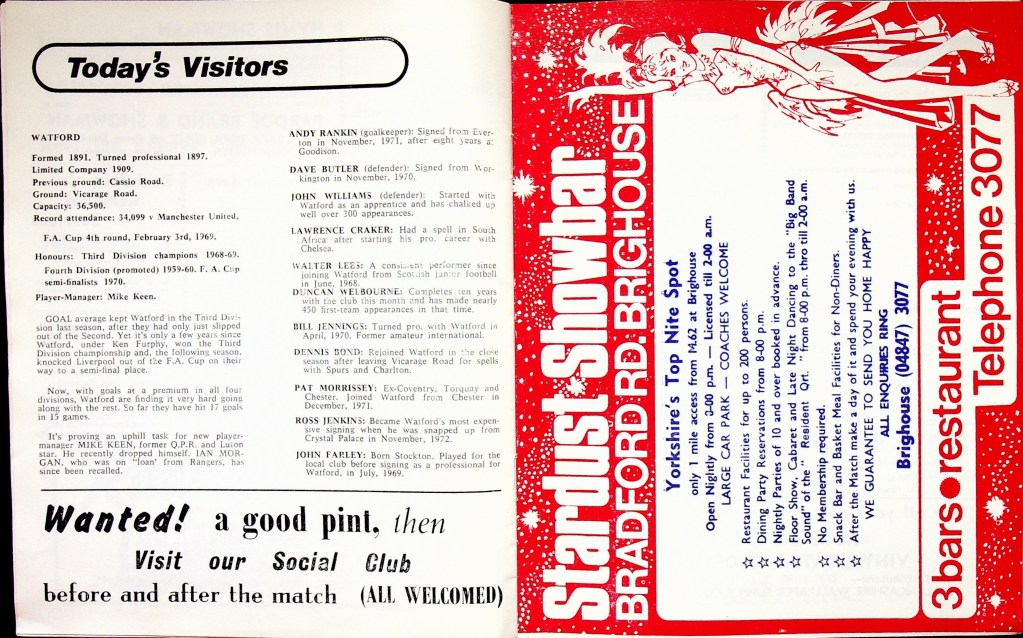 Today's Visitors
WATFORD
Formed 1891. Turned professional 1897.
Limited Company 1909.
Previous ground: Cassio Road.
Ground: Vicarage Road.
Capacity: 36,500.
Record attendance: 34,099 v Manchester United,
F.A. Cup 4th round, February 3rd, 1969.
Honours: Third Division champions 1968-69.
Fourth Division (promoted) 1959-60. F. A. Cup
semi-finalists 1970.
Player-Manager: Mike Keen.
GOAL average kept Watford in the Third Divi-
sion last season, after they had only just slipped
out of the Second. Yet it's only a few years since
Watford, under Ken Furphy, won the Third
Division championship and, the following season,
knocked Liverpool out of the F.A. Cup on their
way to a semi-final place.
Now, with goals at a premium in all four
divisions, Watford are finding it very hard going
along with the rest. So far they have hit 17 goals
in 15 games.
It's proving an uphill task for new player-
manager MIKE KEEN, former Q.P.R. and Luton
star. He recently dropped himself. IAN MOR-
GAN, who was on "loan' from Rangers, has
since been recalled.
ANDY RANKIN (goalkeeper): Signed from Ever-
ton in November, 1971, after eight years at
Goodison.
DAVE BUTLER (defender): Signed from Wor-
kington in November, 1970.
JOHN WILLIAMS (defender): Started with
Watford as an apprentice and has chalked up
well over 300 appearances.
LAWRENCE CRAKER: Had a spell in South
Africa after starting his pro. career with
Chelsea.
WALTER LEES: A consistent performer since
joining Watford from Scottish junior football
in June, 1968.
DUNCAN WELBOURNE: Completes ten years
with the club this month and has made nearly
450 first-team appearances in that time.
BILL JENNINGS: Turned pro. with Watford in
April, 1970. Former amateur international.
DENNIS BOND: Rejoined Watford in the close
season after leaving Vicarage Road for spells
with Spurs and Charlton.
PAT MORRISSEY: Ex-Coventry, Torquay and
Chester. Joined Watford from Chester in
December, 1971.
ROSS JENKINS: Became Watford's most expen-
sive signing when he was snapped up from
Crystal Palace in November, 1972.
JOHN FARLEY: Born Stockton. Played for the
local club before signing as a professional for
Watford, in July, 1969.
Wanted! a good pint, then
Visit our Social Club
before and after the match (ALL WELCOMED)
Stardust Showbar
BRADFORD RD. BRIGHOUSE
Yorkshire's Top Nite Spot
only 1 mile access from M.62 at Brighouse
Open Nightly from 8-00 p.m. — Licensed till 2-00 a.m.
LARGE CAR PARK — COACHES WELCOME
☆ Restaurant Facilities for up to 200 persons.
☆ Dining Party Reservations from 8-00 p.m.
☆ Nightly Parties of 10 and over booked in advance.
☆ Floor Show, Cabaret and Late Night Dancing to the "Big Band
Sound" of the " Resident Qrt. " from 8-00 p.m. thro till 2-00 a.m.
☆ No Membership required.
☆ Snack Bar and Basket Meal Facilities for Non-Diners.
☆ After the Match make a day of it and spend your evening with us.
WE GUARANTEE TO SEND YOU HOME HAPPY
ALL ENQUIRES RING
Brighouse (04847) 3077
3bars●restaurant
Telephone 3077